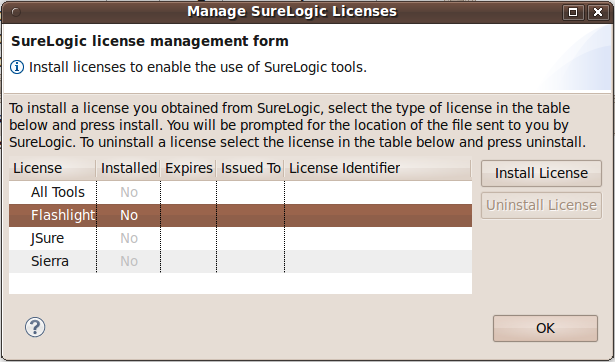 Manage SureLogic Licenses
SureLogic license management form
Install licenses to enable the use of SureLogic tools.
To install a license you obtained from SureLogic, select the type of license in the table
below and press install. You will be prompted for the location of the file sent to you by
SureLogic. To uninstall a license select the license in the table below and press uninstall.
License Installed Expires Issued To License Identifier
All Tools No
Flashlight No
JSure No
Sierra No
Install License
Uninstall License
? OK